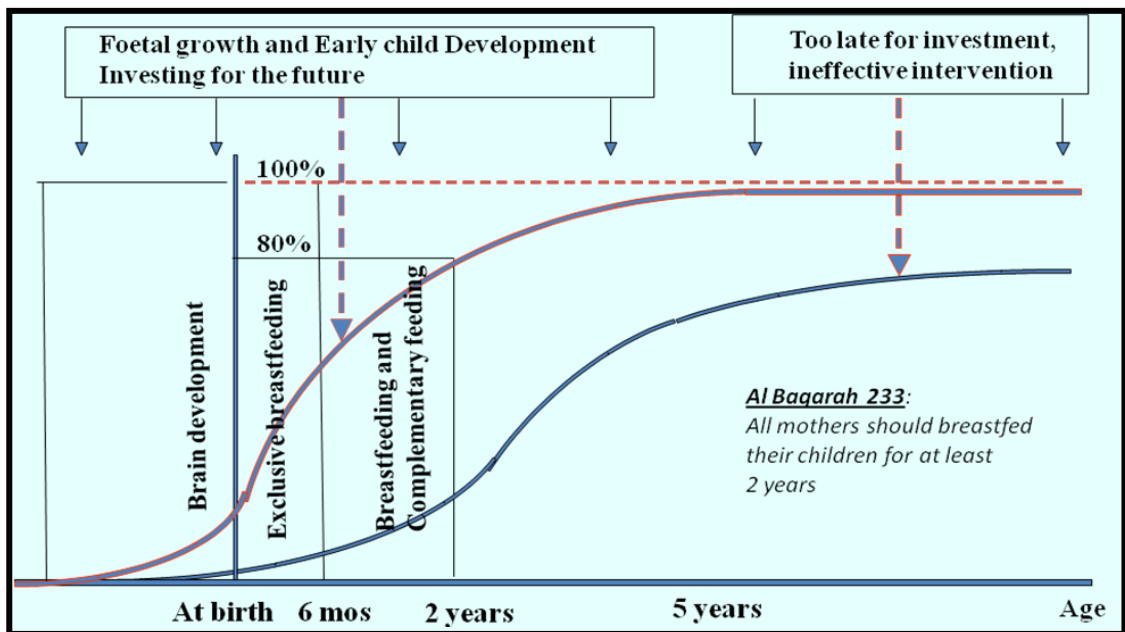 Foetal growth and Early child Development
Investing for the future
Too late for investment,
ineffective intervention
100%
80%
Brain development
Exclusive breastfeeding
Breastfeeding and
Complementary feeding
Al Baqarah 233:
All mothers should breastfed
their children for at least
2 years
At birth
6 mos
2 years
5 years
Age